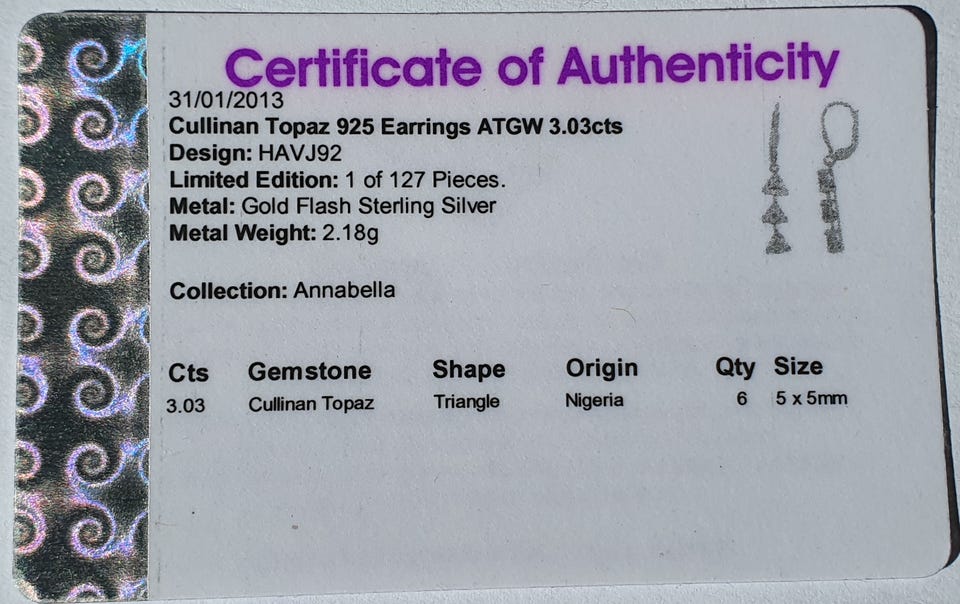 Certificate of Authenticity
31/01/2013
Cullinan Topaz 925 Earrings ATGW 3.03cts
Design: HAVJ92
Limited Edition: 1 of 127 Pieces.
Metal: Gold Flash Sterling Silver
Metal Weight: 2.18g
Collection: Annabella
Cts Gemstone Shape Origin Qty Size
3.03 Cullinan Topaz Triangle Nigeria 6 5 x 5mm